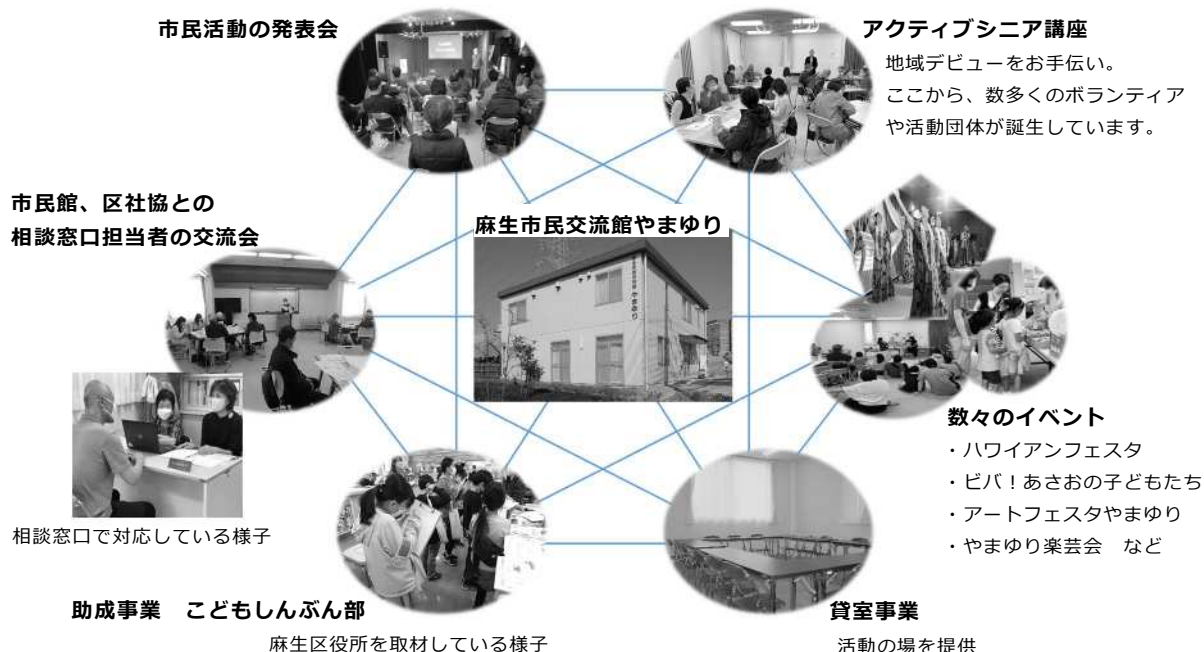 市民活動の発表会
アクティブシニア講座
地域デビューをお手伝い。
ここから、数多くのボランティア
や活動団体が誕生しています。
市民館、区社協との
相談窓口担当者の交流会
麻生市民交流館やまゆり
やまゆり
数々のイベント
・ハワイアンフェスタ
・ビバ！あさおの子どもたち
・アートフェスタやまゆり
・やまゆり楽芸会　など
相談窓口で対応している様子
助成事業　こどもしんぶん部
麻生区役所を取材している様子
貸室事業
活動の場を提供